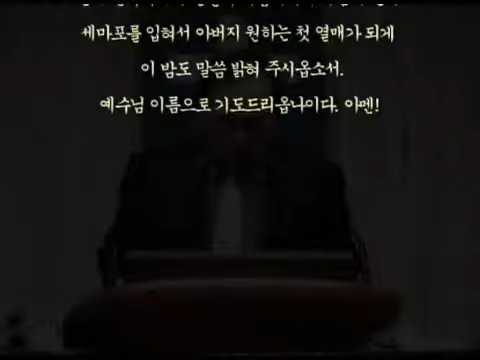 세마포를 입혀서 아버지 원하는 첫 열매가 되게
이 밤도 말씀 밝혀 주시옵소서.
예수님 이름으로 기도드리옵나이다. 아멘!